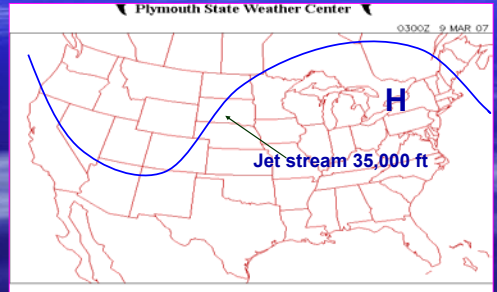 Plymouth State Weather Center
0300Z 9 MAR 07
H
Jet stream 35,000 ft